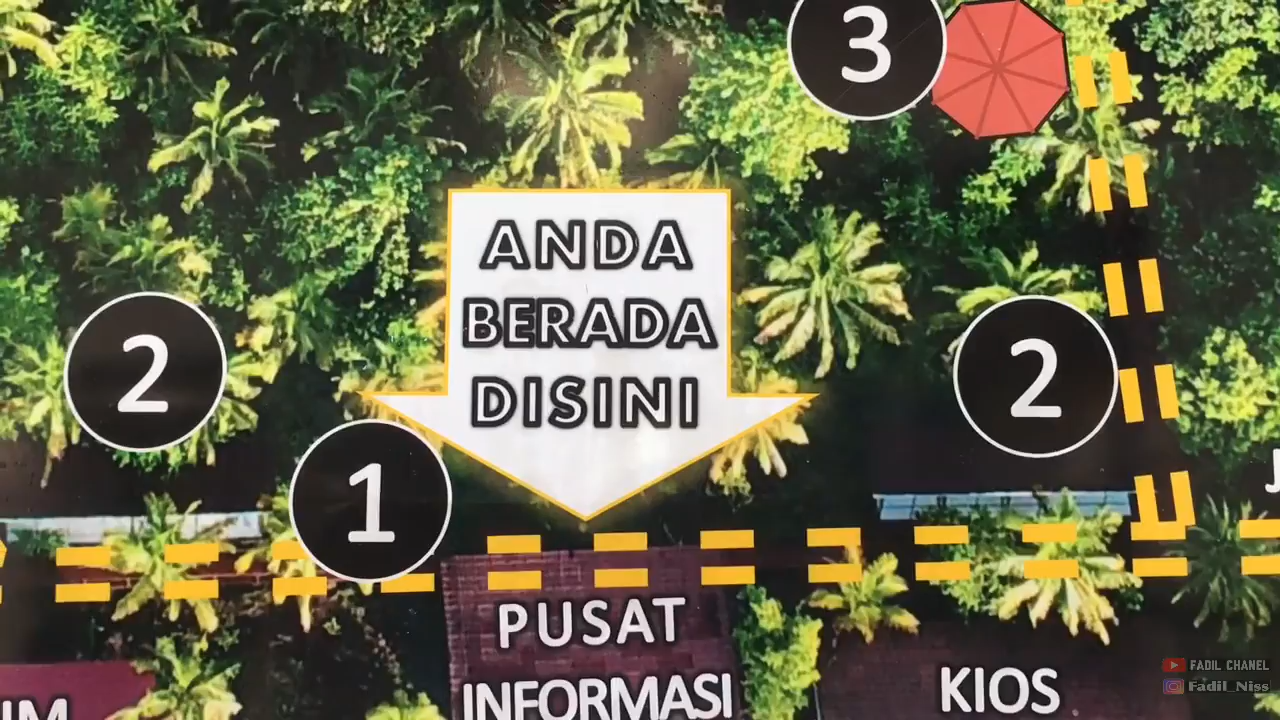 3
ANDA
BERADA
DISINI
2
2
1
PUSAT
INFORMASI
KIOS
FADIL CHANEL
Fadil_Niss